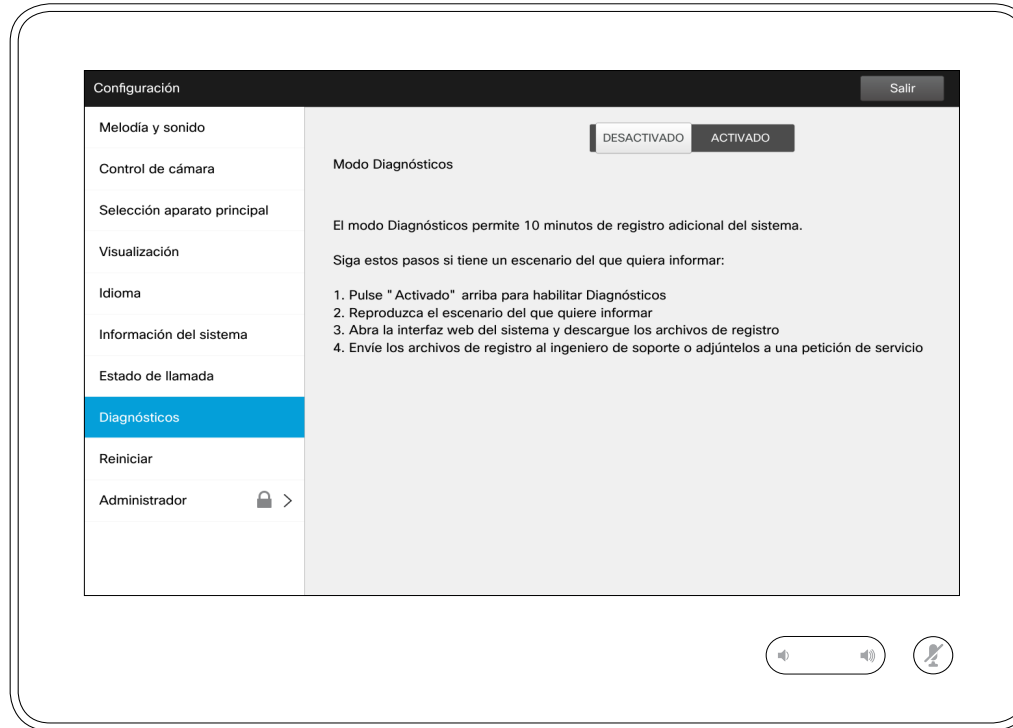 Configuración
Salir
Melodía y sonido
Control de cámara
Selección aparato principal
Visualización
Idioma
Información del sistema
Estado de llamada
Diagnósticos
Reiniciar
Administrador
DESACTIVADO ACTIVADO
Modo Diagnósticos
El modo Diagnósticos permite 10 minutos de registro adicional del sistema.
Siga estos pasos si tiene un escenario del que quiera informar:
1. Pulse "Activado" arriba para habilitar Diagnósticos
2. Reproduzca el escenario del que quiere informar
3. Abra la interfaz web del sistema y descargue los archivos de registro
4. Envíe los archivos de registro al ingeniero de soporte o adjúntelos a una petición de servicio